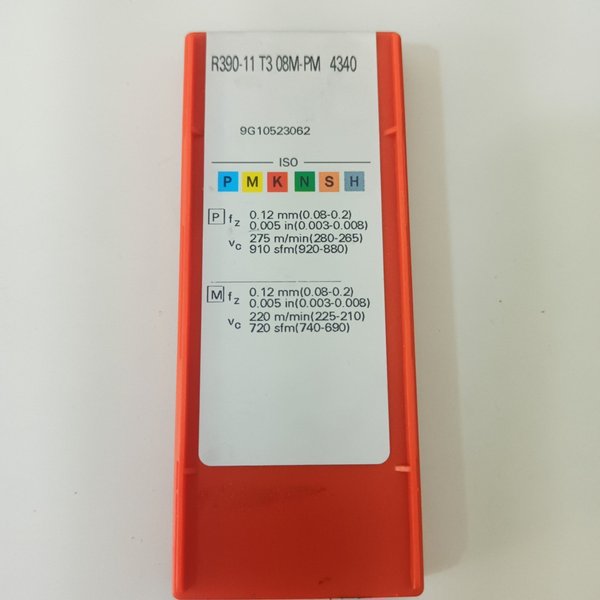 R390-11 T3 08M-PM 4340
9G10523062
ISO
P M K N S H
P fz 0.12 mm(0.08-0.2)
0.005 in(0.003-0.008)
vc 275 m/min(280-265)
910 sfm(920-880)
M fz 0.12 mm(0.08-0.2)
0.005 in(0.003-0.008)
vc 220 m/min(225-210)
720 sfm(740-690)